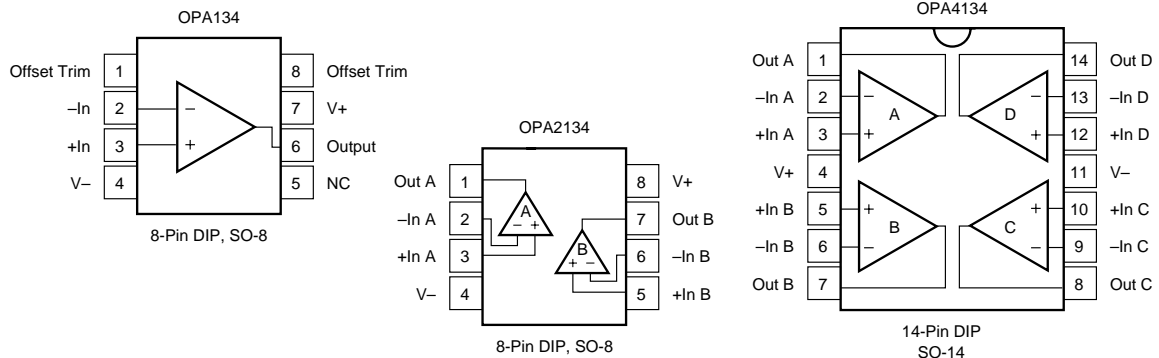 OPA134
Offset Trim 1 8 Offset Trim
–In 2 – 7 V+
+In 3 + 6 Output
V– 4 5 NC
8-Pin DIP, SO-8
OPA2134
Out A 1 A 8 V+
–In A 2 – + 7 Out B
+In A 3 B 6 –In B
V– 4 + – 5 +In B
8-Pin DIP, SO-8
OPA4134
Out A 1 14 Out D
–In A 2 – – 13 –In D
A D
+In A 3 + + 12 +In D
V+ 4 11 V–
+In B 5 + + 10 +In C
B C
–In B 6 – – 9 –In C
Out B 7 8 Out C
14-Pin DIP
SO-14